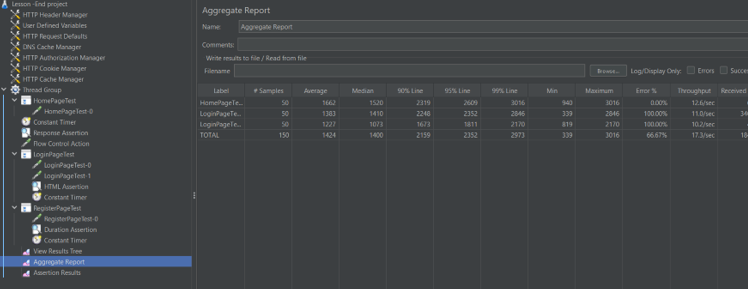 Lesson -End project
HTTP Header Manager
User Defined Variables
HTTP Request Defaults
DNS Cache Manager
HTTP Authorization Manager
HTTP Cookie Manager
HTTP Cache Manager
Thread Group
HomePageTest
HomePageTest-0
Constant Timer
Response Assertion
Flow Control Action
LoginPageTest
LoginPageTest-0
LoginPageTest-1
HTML Assertion
Constant Timer
RegisterPageTest
RegisterPageTest-0
Duration Assertion
Constant Timer
View Results Tree
Aggregate Report
Assertion Results
Aggregate Report
Name: Aggregate Report
Comments:
Write results to file / Read from file
Filename Browse... Log/Display Only: Errors Succe
Label # Samples Average Median 90% Line 95% Line 99% Line Min Maximum Error % Throughput Received
HomePageTe... 50 1662 1520 2319 2609 3016 940 3016 0.00% 12.6/sec
LoginPageTe... 50 1383 1410 2248 2352 2846 339 2846 100.00% 11.0/sec
LoginPageTe... 50 1227 1073 1673 1811 2170 819 2170 100.00% 10.2/sec
TOTAL 150 1424 1400 2159 2352 2973 339 3016 66.67% 17.3/sec